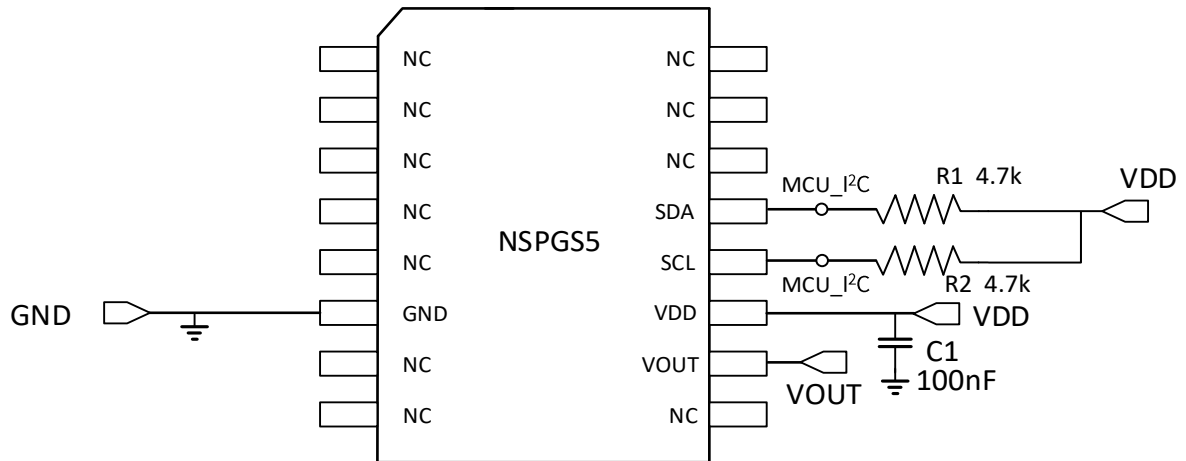 NC NC
NC NC
NC NC
MCU_I²C R1 4.7k VDD
NC SDA
NSPGS5
NC SCL
MCU_I²C R2 4.7k
GND GND VDD VDD
C1
NC VOUT 100nF
VOUT
NC NC